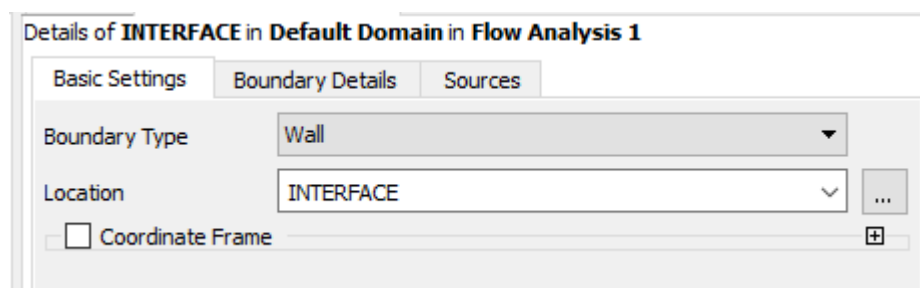 Details of INTERFACE in Default Domain in Flow Analysis 1
Basic Settings Boundary Details Sources
Boundary Type Wall
Location INTERFACE ...
Coordinate Frame